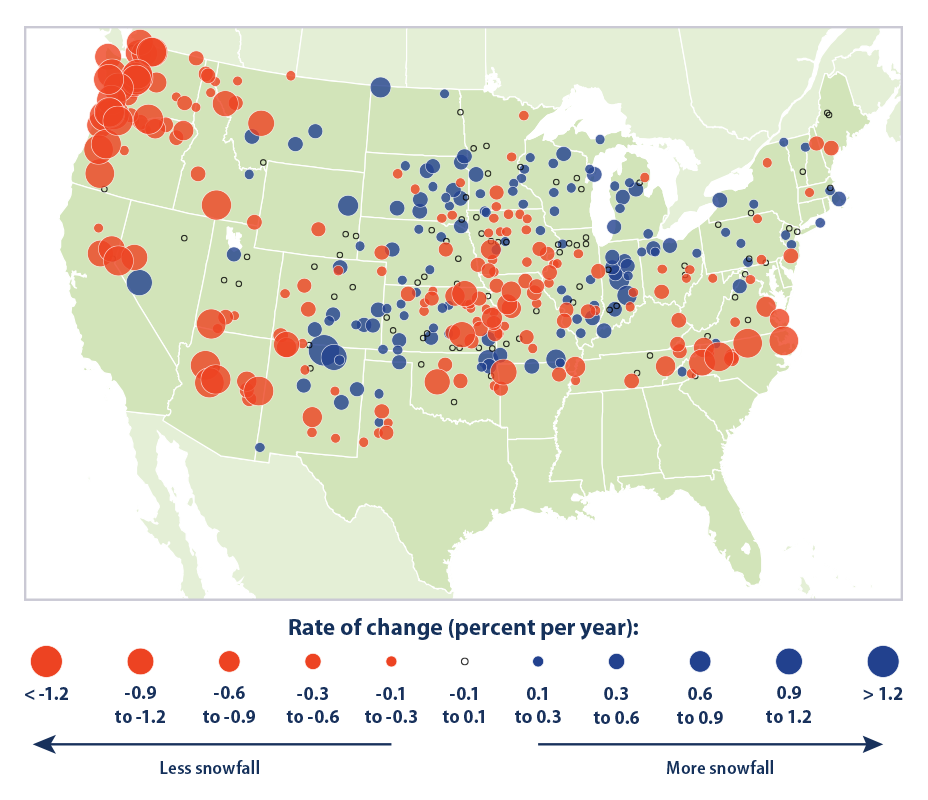 Rate of change (percent per year):
< -1.2 -0.9 -0.6 -0.3 -0.1 -0.1 0.1 0.3 0.6 0.9 > 1.2
to -1.2 to -0.9 to -0.6 to -0.3 to 0.1 to 0.3 to 0.6 to 0.9 to 1.2
Less snowfall More snowfall